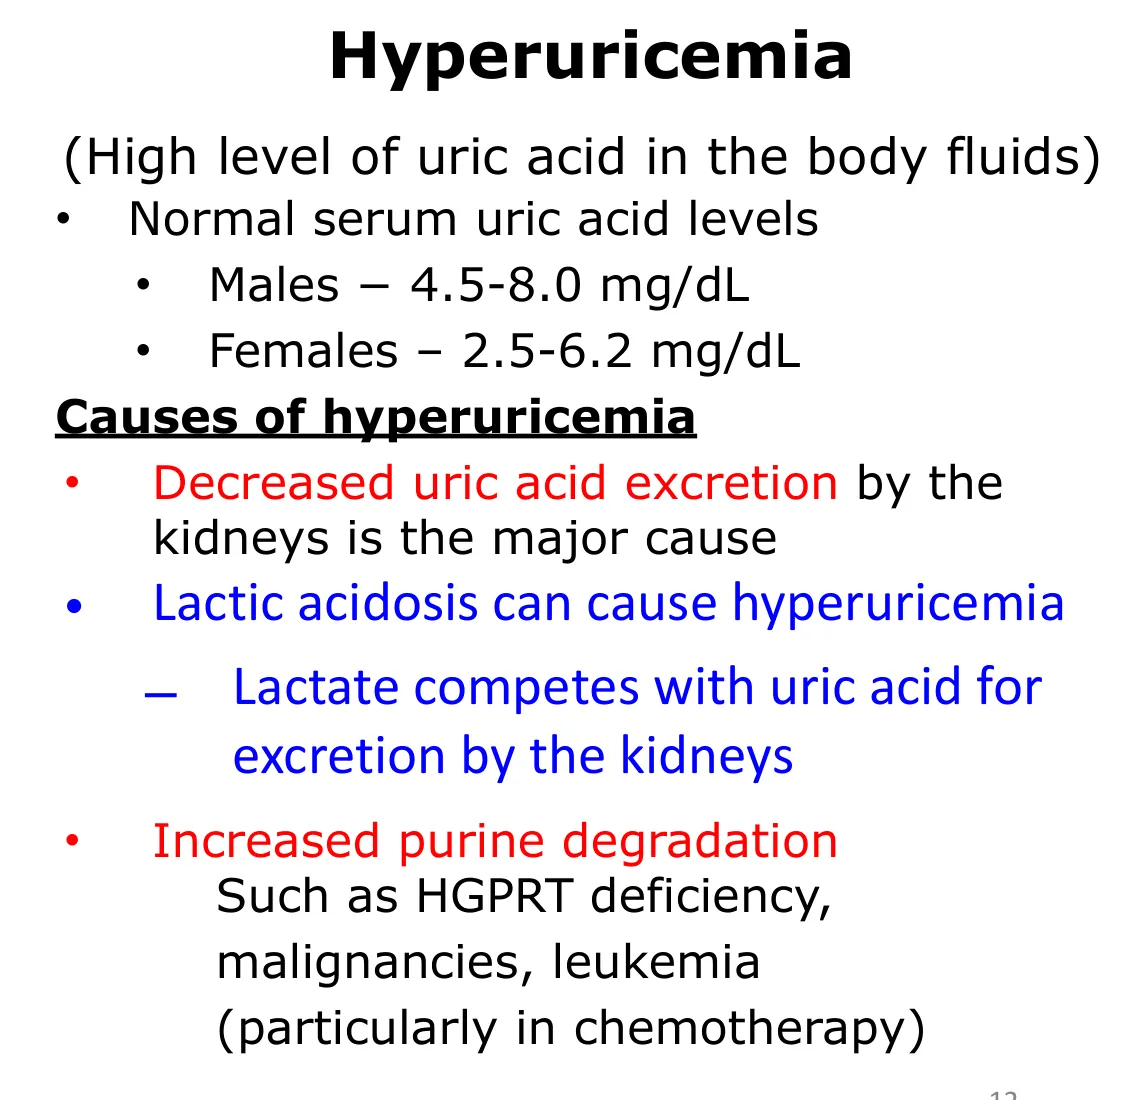 Hyperuricemia
(High level of uric acid in the body fluids)
• Normal serum uric acid levels
• Males − 4.5-8.0 mg/dL
• Females – 2.5-6.2 mg/dL
Causes of hyperuricemia
• Decreased uric acid excretion by the
kidneys is the major cause
• Lactic acidosis can cause hyperuricemia
– Lactate competes with uric acid for
excretion by the kidneys
• Increased purine degradation
Such as HGPRT deficiency,
malignancies, leukemia
(particularly in chemotherapy)